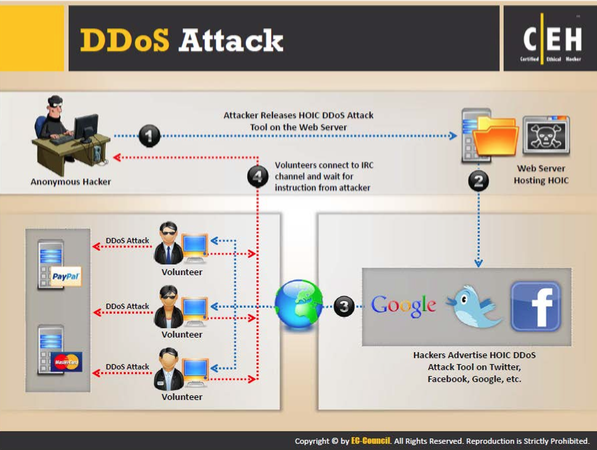 DDoS Attack
C|EH
Certified Ethical Hacker
Attacker Releases HOIC DDoS Attack
Tool on the Web Server
1
Anonymous Hacker
4
Volunteers connect to IRC
channel and wait for
instruction from attacker
Web Server
Hosting HOIC
2
DDoS Attack
Volunteer
PayPal
DDoS Attack
Volunteer
DDoS Attack
Volunteer
MasterCard
3
Google
f
Hackers Advertise HOIC DDoS
Attack Tool on Twitter,
Facebook, Google, etc.
Copyright © by EC-Council. All Rights Reserved. Reproduction is Strictly Prohibited.